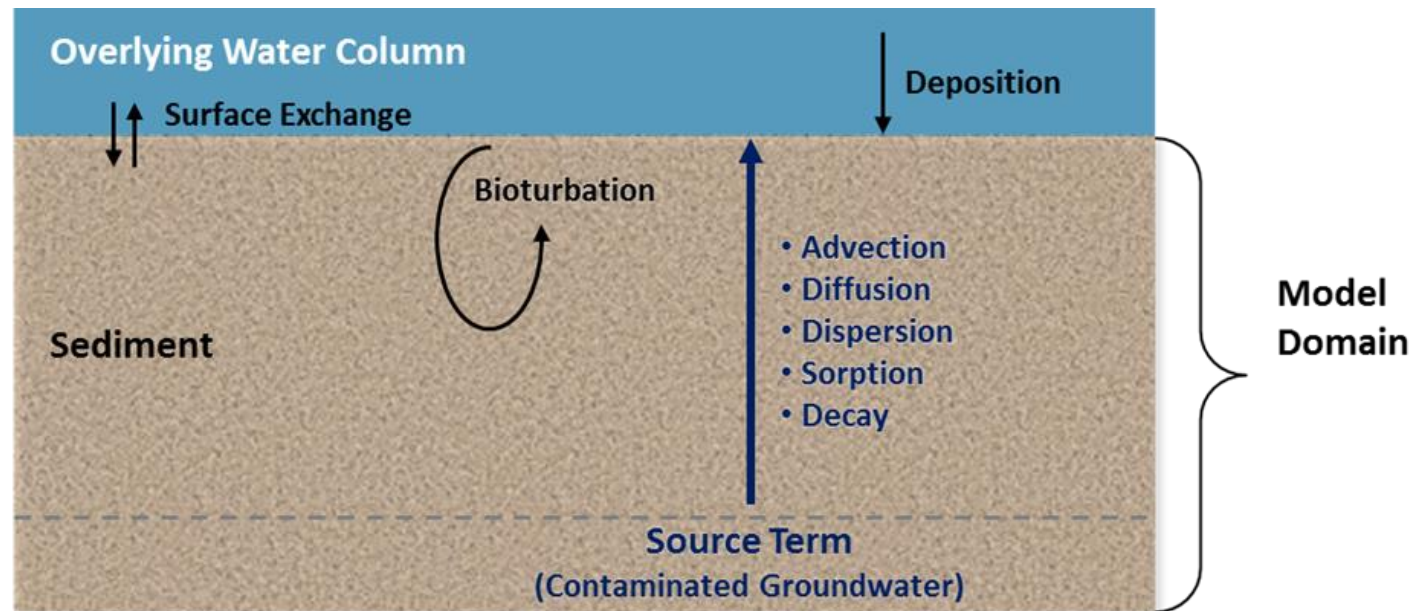 Overlying Water Column
Deposition
Surface Exchange
Bioturbation
• Advection
• Diffusion
• Dispersion
• Sorption
• Decay
Sediment
Model
Domain
Source Term
(Contaminated Groundwater)